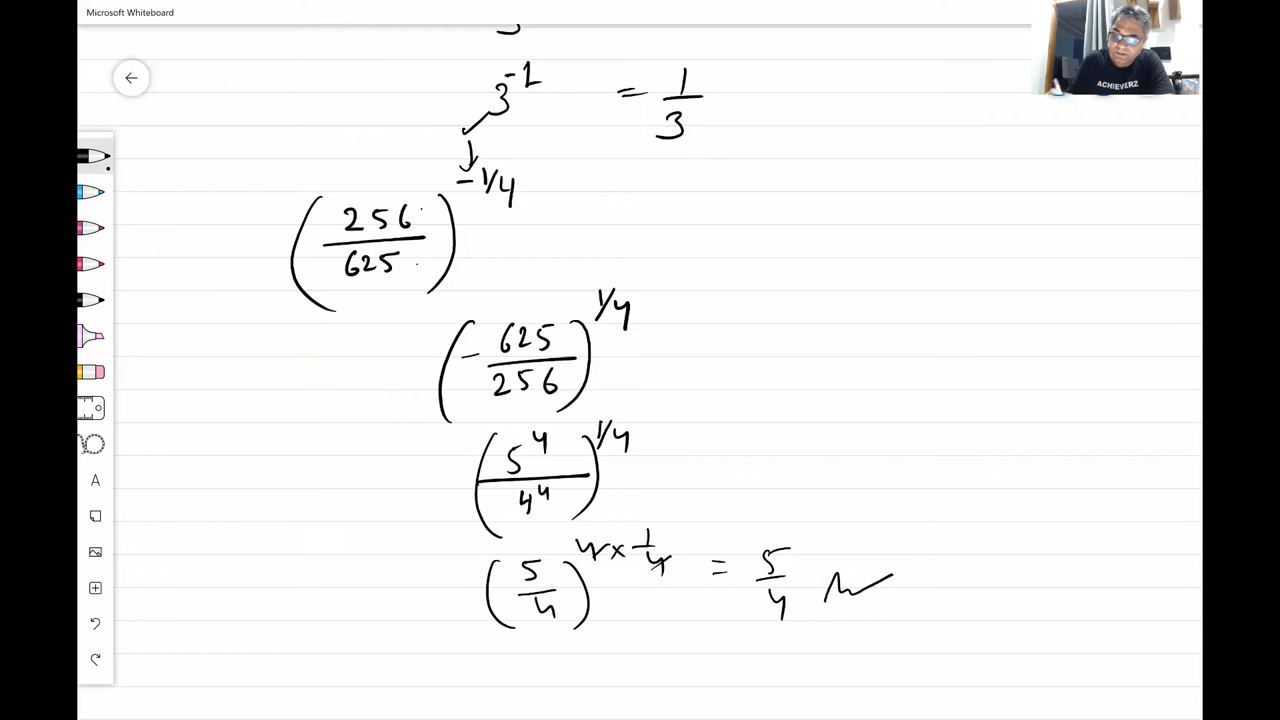 Microsoft Whiteboard
ACHIEVERZ
3^-1 = 1/3
(256/625)^-1/4
(-625/256)^1/4
(5^4/4^4)^1/4
(5/4)^4×1/4 = 5/4
A